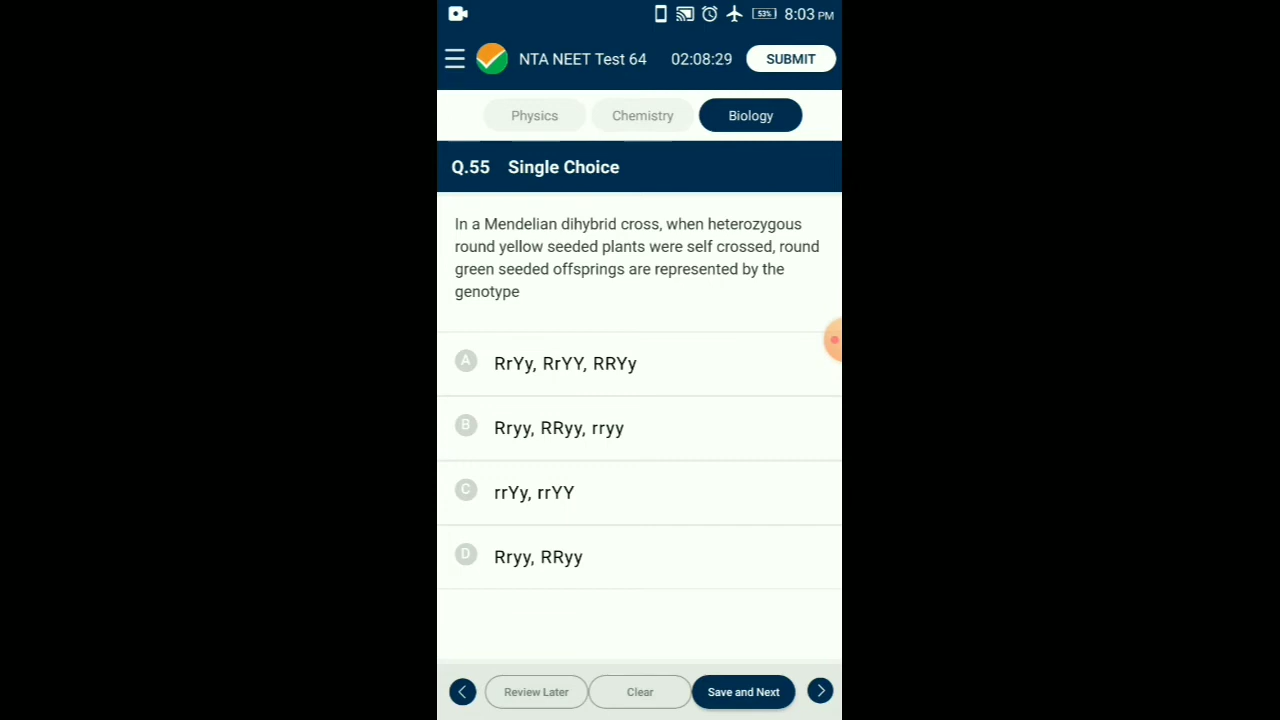 53% 8:03 PM
NTA NEET Test 64 02:08:29 SUBMIT
Physics Chemistry Biology
Q.55 Single Choice
In a Mendelian dihybrid cross, when heterozygous
round yellow seeded plants were self crossed, round
green seeded offsprings are represented by the
genotype
A RrYy, RrYY, RRYy
B Rryy, RRyy, rryy
C rrYy, rrYY
D Rryy, RRyy
Review Later Clear Save and Next